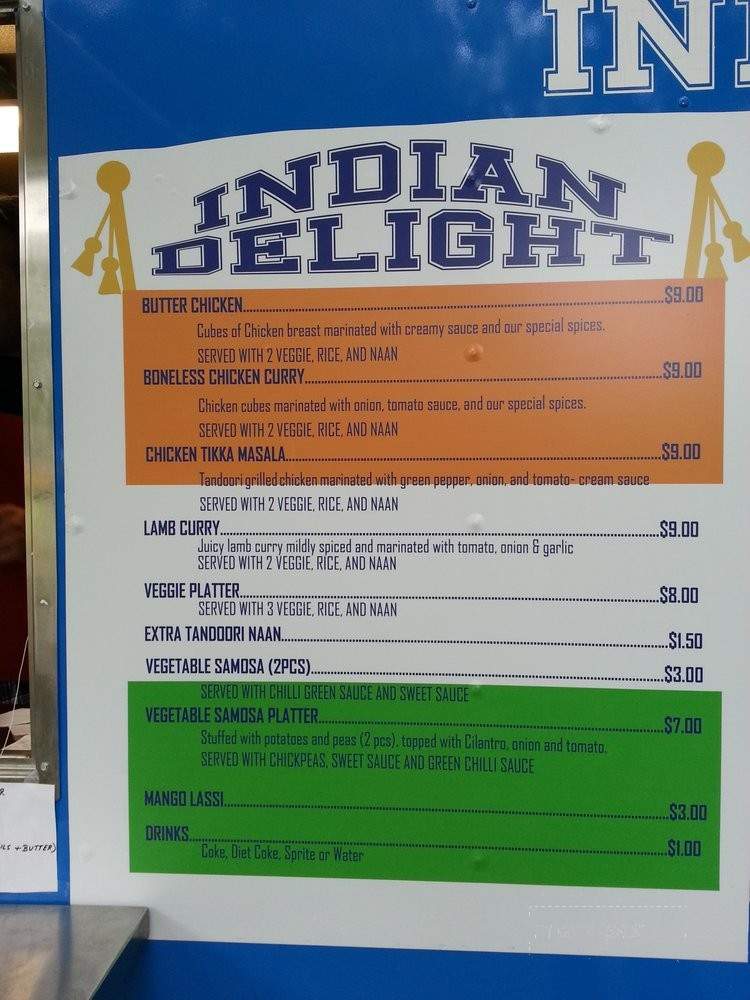 IN
INDIAN
DELIGHT
BUTTER CHICKEN $9.00
Cubes of Chicken breast marinated with creamy sauce and our special spices.
SERVED WITH 2 VEGGIE, RICE, AND NAAN
BONELESS CHICKEN CURRY $9.00
Chicken cubes marinated with onion, tomato sauce, and our special spices.
SERVED WITH 2 VEGGIE, RICE, AND NAAN
CHICKEN TIKKA MASALA $9.00
Tandoori grilled chicken marinated with green pepper, onion, and tomato- cream sauce
SERVED WITH 2 VEGGIE, RICE, AND NAAN
LAMB CURRY $9.00
Juicy lamb curry mildly spiced and marinated with tomato, onion & garlic
SERVED WITH 2 VEGGIE, RICE, AND NAAN
VEGGIE PLATTER $8.00
SERVED WITH 3 VEGGIE, RICE, AND NAAN
EXTRA TANDOORI NAAN $1.50
VEGETABLE SAMOSA (2PCS) $3.00
SERVED WITH CHILLI GREEN SAUCE AND SWEET SAUCE
VEGETABLE SAMOSA PLATTER $7.00
Stuffed with potatoes and peas (2 pcs). topped with Cilantro, onion and tomato.
SERVED WITH CHICKPEAS, SWEET SAUCE AND GREEN CHILLI SAUCE
MANGO LASSI $3.00
DRINKS $1.00
Coke, Diet Coke, Sprite or Water
+ BUTTER)